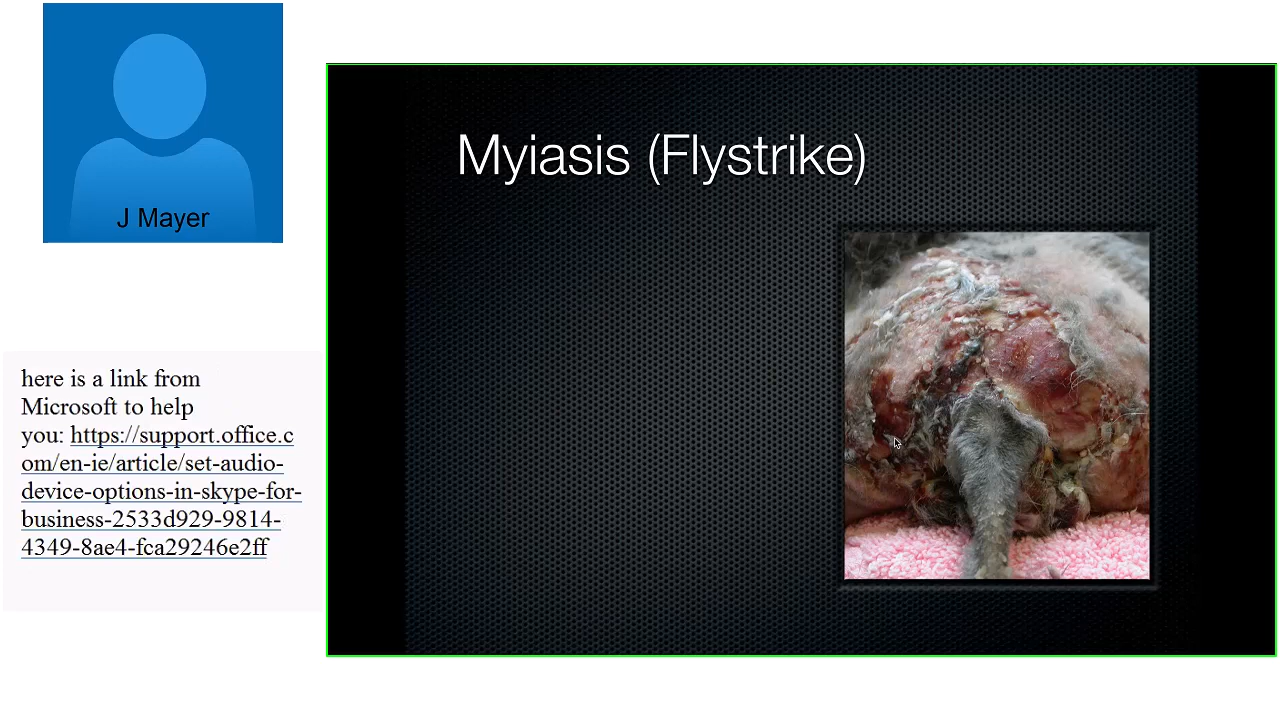 J Mayer
here is a link from
Microsoft to help
you: https://support.office.c
om/en-ie/article/set-audio-
device-options-in-skype-for-
business-2533d929-9814-
4349-8ae4-fca29246e2ff
Myiasis (Flystrike)